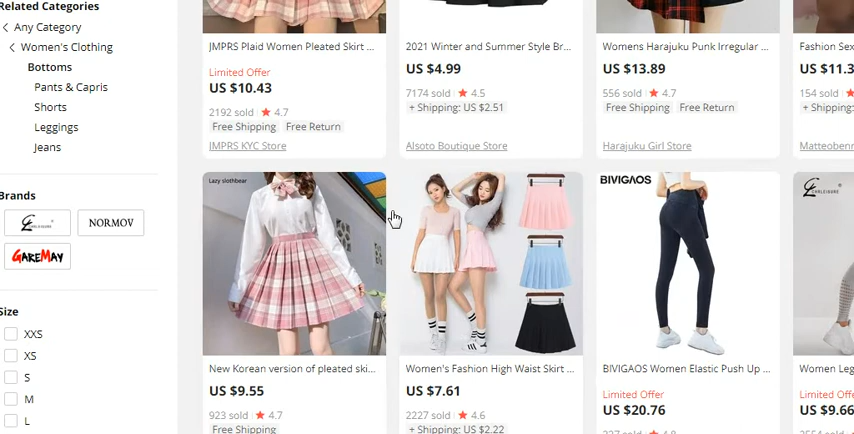 Related Categories
Any Category
Women's Clothing
Bottoms
Pants & Capris
Shorts
Leggings
Jeans
Brands
CHRLEISURE
NORMOV
GAREMAY
Size
XXS
XS
S
M
L
JMPRS Plaid Women Pleated Skirt ...
Limited Offer
US $10.43
2192 sold 4.7
Free Shipping Free Return
JMPRS KYC Store
2021 Winter and Summer Style Br...
US $4.99
7174 sold 4.5
+ Shipping: US $2.51
Alsoto Boutique Store
Womens Harajuku Punk Irregular ...
US $13.89
556 sold 4.7
Free Shipping Free Return
Harajuku Girl Store
Fashion Sex
US $11.3
154 sold
+ Shipping:
Matteobenn
Lazy slothbear
New Korean version of pleated ski...
US $9.55
923 sold 4.7
Free Shipping
Women's Fashion High Waist Skirt ...
US $7.61
2227 sold 4.6
+ Shipping: US $2.22
BIVIGAOS
BIVIGAOS Women Elastic Push Up ...
Limited Offer
US $20.76
CHRLEISURE
Women Leg
Limited Offer
US $9.66